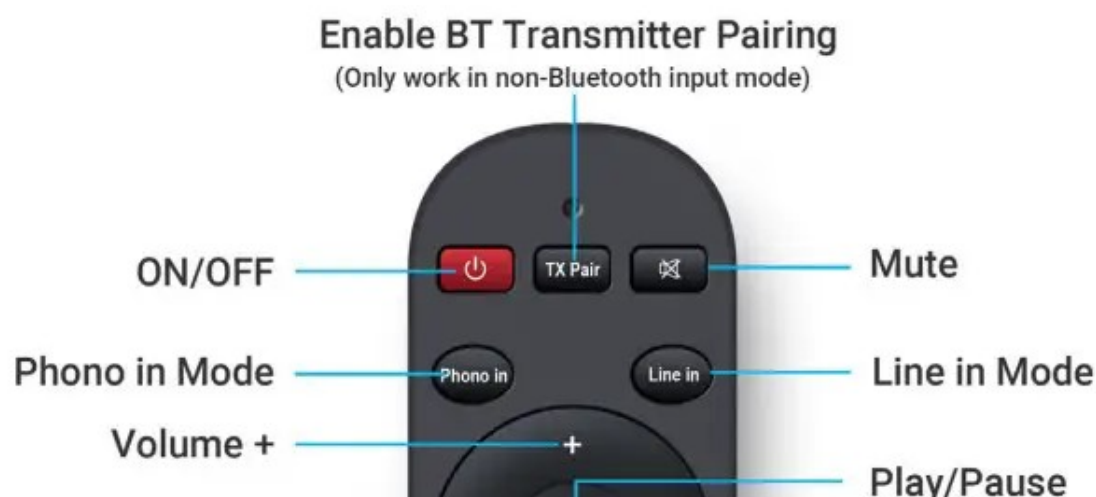 Enable BT Transmitter Pairing
(Only work in non-Bluetooth input mode)
ON/OFF
TX Pair
Mute
Phono in Mode
Phono in
Line in
Line in Mode
Volume +
+
Play/Pause